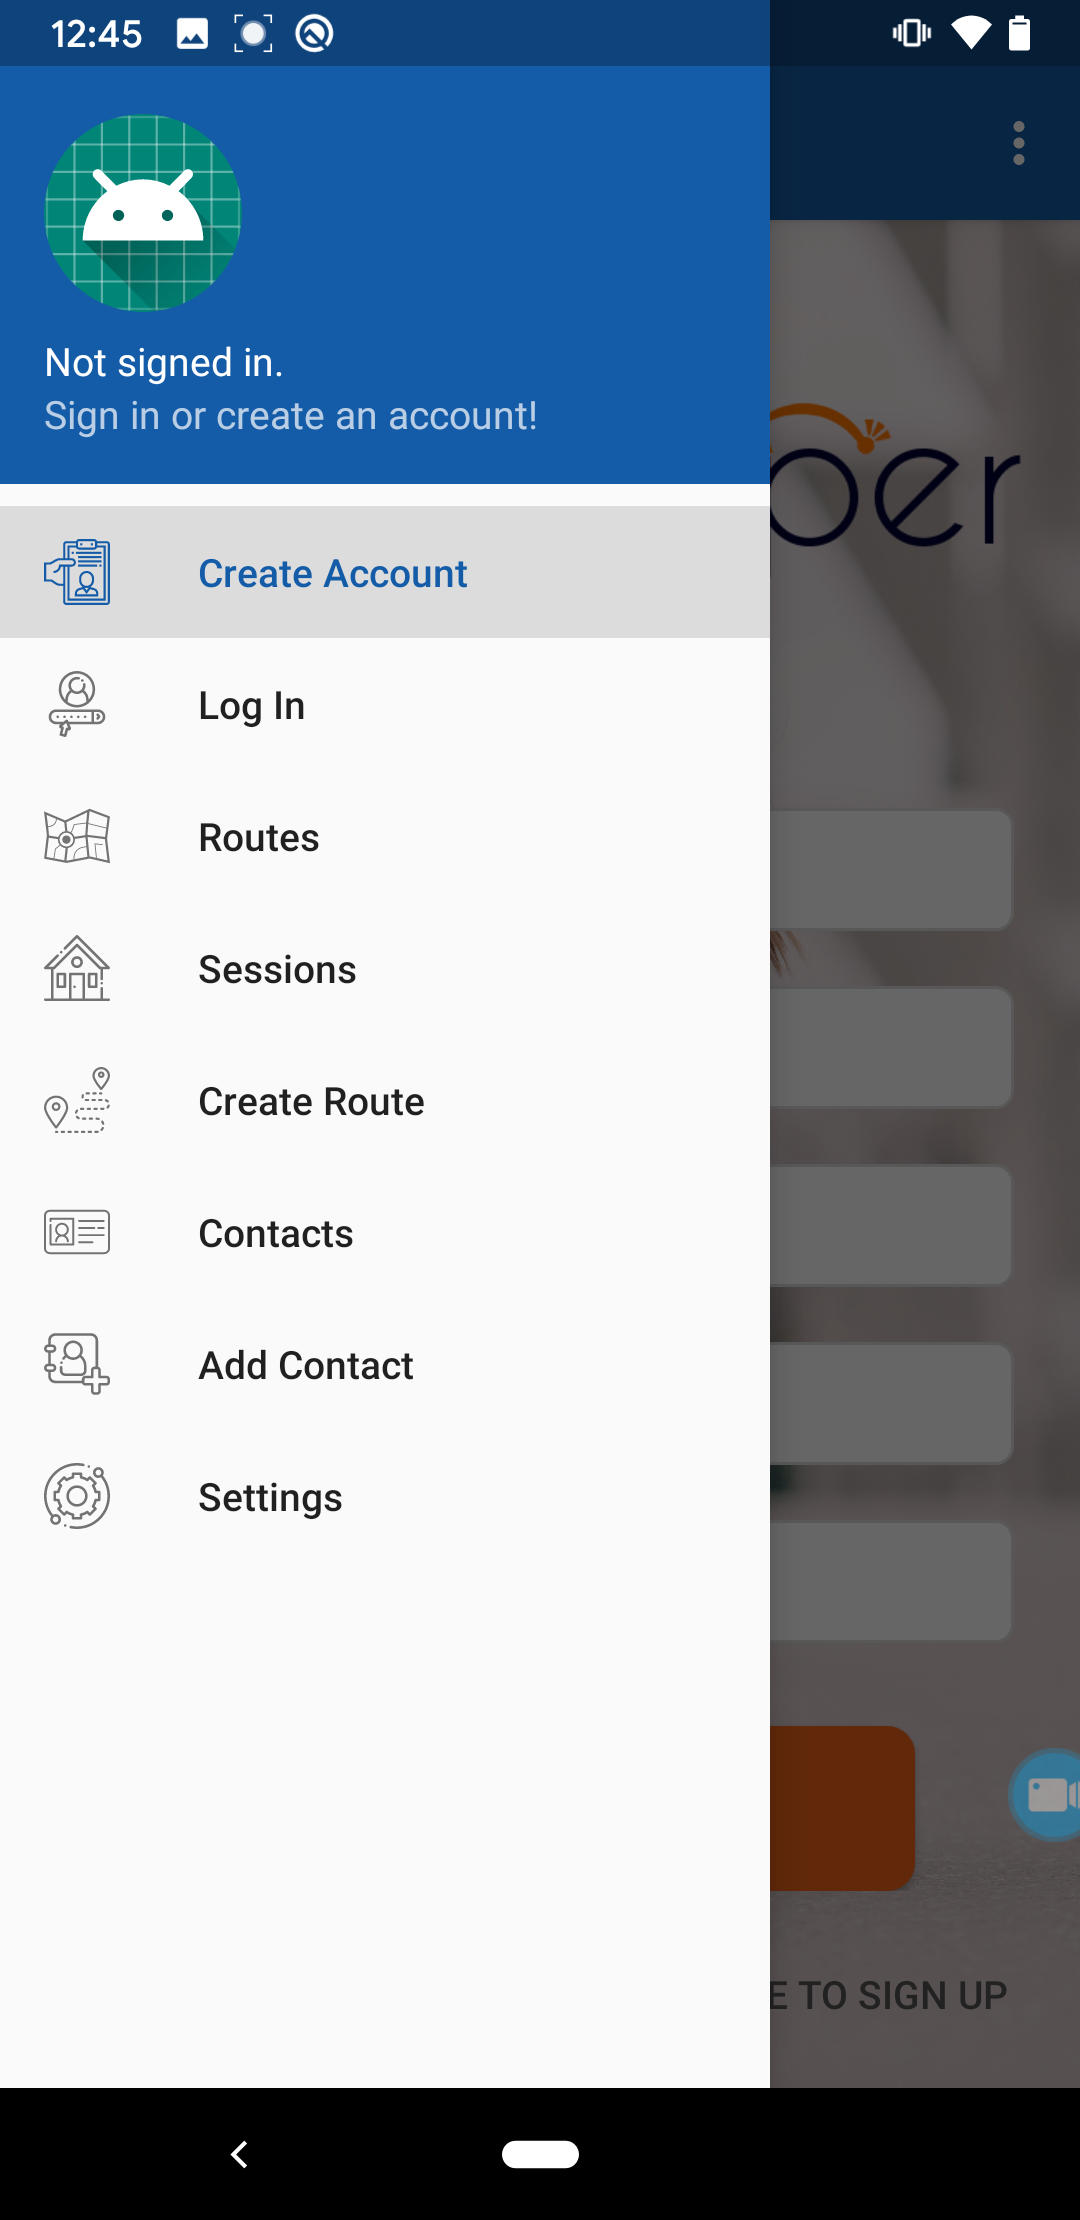 12:45
Not signed in.
Sign in or create an account!
Create Account
Log In
Routes
Sessions
Create Route
Contacts
Add Contact
Settings
ber
E TO SIGN UP